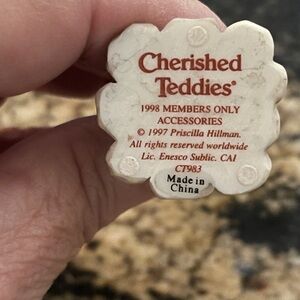 Cherished
Teddies®
1998 MEMBERS ONLY
ACCESSORIES
© 1997 Priscilla Hillman.
All rights reserved worldwide
Lic. Enesco Sublic. CAI
CT983
Made in
China